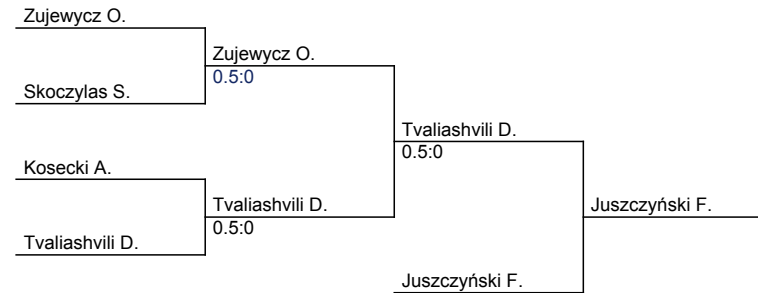 Zujewycz O.
Zujewycz O.
0.5:0
Skoczylas S.
Tvaliashvili D.
0.5:0
Kosecki A.
Tvaliashvili D.
0.5:0
Juszczyński F.
Tvaliashvili D.
Juszczyński F.